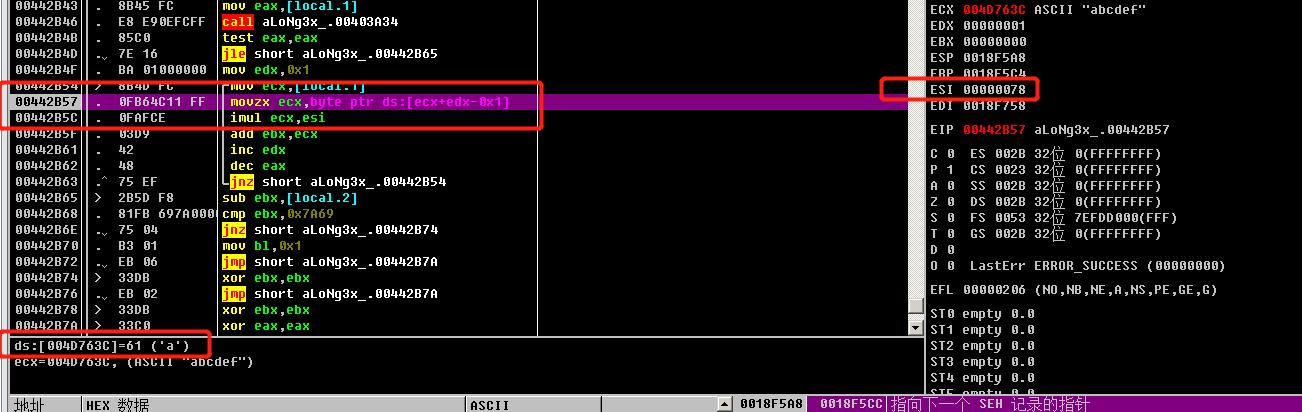 00442B43 . 8B45 FC mov eax,[local.1]
00442B46 . E8 E90EFCFF call aLoNg3x_.00403A34
00442B4B . 85C0 test eax,eax
00442B4D . 7E 16 jle short aLoNg3x_.00442B65
00442B4F . BA 01000000 mov edx,0x1
00442B54 > 8B4D FC mov ecx,[local.1]
00442B57 . 0FB64C11 FF movzx ecx,byte ptr ds:[ecx+edx-0x1]
00442B5C . 0FAFCE imul ecx,esi
00442B5F . 03D9 add ebx,ecx
00442B61 . 42 inc edx
00442B62 . 48 dec eax
00442B63 .^ 75 EF jnz short aLoNg3x_.00442B54
00442B65 > 2B5D F8 sub ebx,[local.2]
00442B68 . 81FB 697A000 cmp ebx,0x7A69
00442B6E . 75 04 jnz short aLoNg3x_.00442B74
00442B70 . B3 01 mov bl,0x1
00442B72 . EB 06 jmp short aLoNg3x_.00442B7A
00442B74 > 33DB xor ebx,ebx
00442B76 . EB 02 jmp short aLoNg3x_.00442B7A
00442B78 > 33DB xor ebx,ebx
00442B7A > 33C0 xor eax,eax
ds:[004D763C]=61 ('a')
ecx=004D763C, (ASCII "abcdef")
ECX 004D763C ASCII "abcdef"
EDX 00000001
EBX 00000000
ESP 0018F5A8
EBP 0018F5C4
ESI 00000078
EDI 0018F758
EIP 00442B57 aLoNg3x_.00442B57
C 0 ES 002B 32位 0(FFFFFFFF)
P 1 CS 0023 32位 0(FFFFFFFF)
A 0 SS 002B 32位 0(FFFFFFFF)
Z 0 DS 002B 32位 0(FFFFFFFF)
S 0 FS 0053 32位 7EFDD000(FFF)
T 0 GS 002B 32位 0(FFFFFFFF)
D 0
O 0 LastErr ERROR_SUCCESS (00000000)
EFL 00000206 (NO,NB,NE,A,NS,PE,GE,G)
ST0 empty 0.0
ST1 empty 0.0
ST2 empty 0.0
ST3 empty 0.0
ST4 empty 0.0
ST5 empty 0.0
地址 HEX 数据 ASCII
0018F5A8 0018F5CC 指向下一个 SEH 记录的指针